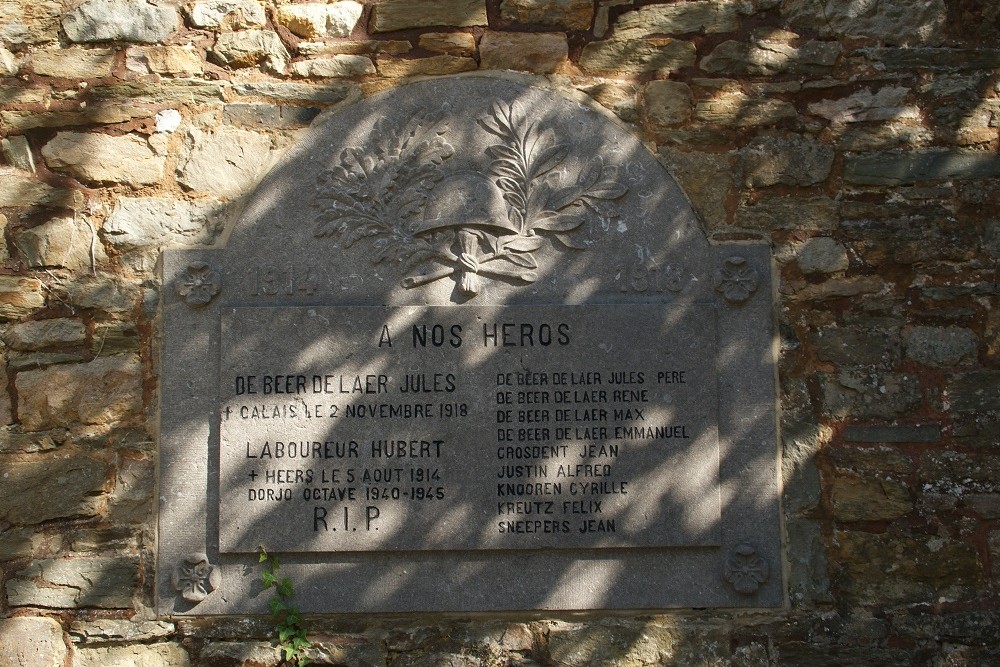 1914 1918
A NOS HEROS
DE BEER DE LAER JULES
+ CALAIS LE 2 NOVEMBRE 1918
LABOUREUR HUBERT
+ HEERS LE 5 AOUT 1914
DORJO OCTAVE 1940-1945
R.I.P.
DE BEER DE LAER JULES PERE
DE BEER DE LAER RENE
DE BEER DE LAER MAX
DE BEER DE LAER EMMANUEL
CROSDENT JEAN
JUSTIN ALFRED
KNOOREN CYRILLE
KREUTZ FELIX
SNEEPERS JEAN